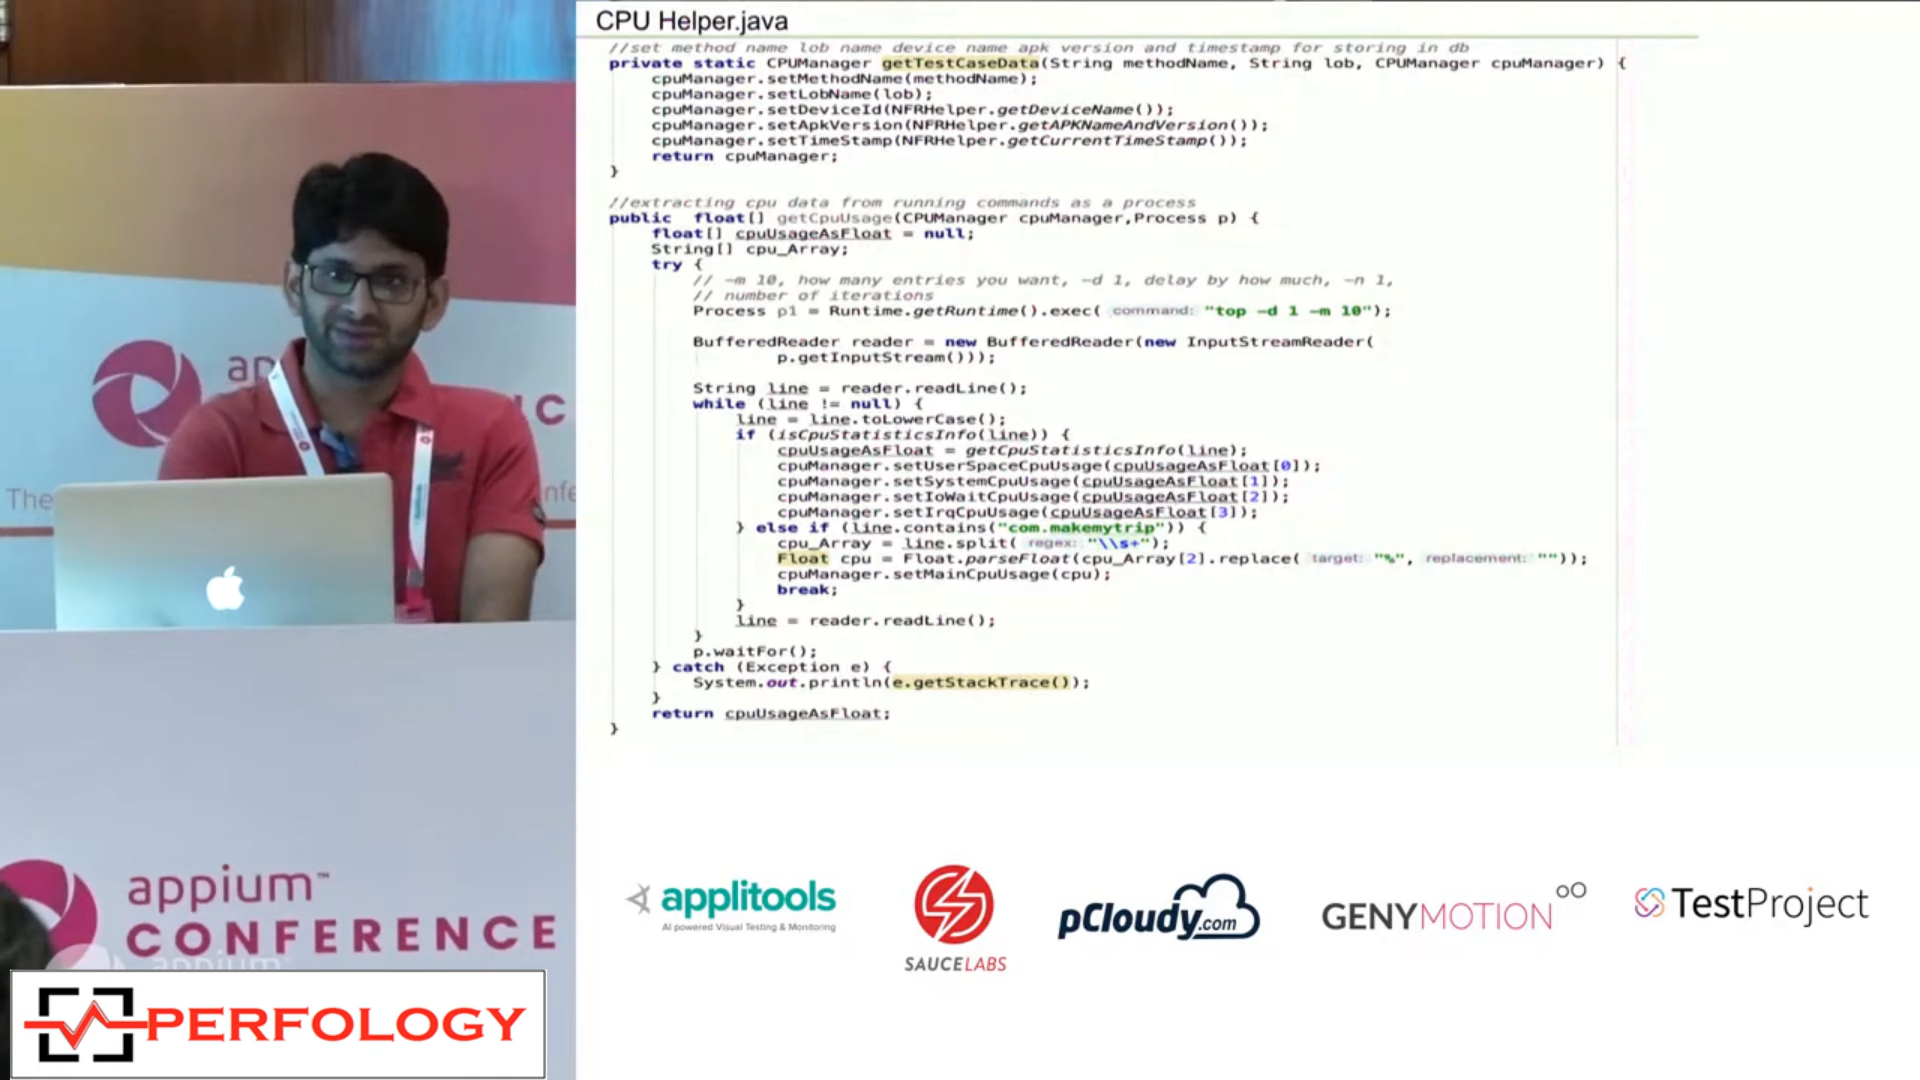 CPU Helper.java
//set method name lob name device name apk version and timestamp for storing in db
private static CPUManager getTestCaseData(String methodName, String lob, CPUManager cpuManager) {
cpuManager.setMethodName(methodName);
cpuManager.setLobName(lob);
cpuManager.setDeviceId(NFRHelper.getDeviceName());
cpuManager.setApkVersion(NFRHelper.getAPKNameAndVersion());
cpuManager.setTimeStamp(NFRHelper.getCurrentTimeStamp());
return cpuManager;
}
//extracting cpu data from running commands as a process
public float[] getCpuUsage(CPUManager cpuManager,Process p) {
float[] cpuUsageAsFloat = null;
String[] cpu_Array;
try {
// -m 10, how many entries you want, -d 1, delay by how much, -n 1,
// number of iterations
Process p1 = Runtime.getRuntime().exec( command: "top -d 1 -m 10");
BufferedReader reader = new BufferedReader(new InputStreamReader(
p.getInputStream()));
String line = reader.readLine();
while (line != null) {
line = line.toLowerCase();
if (isCpuStatisticsInfo(line)) {
cpuUsageAsFloat = getCpuStatisticsInfo(line);
cpuManager.setUserSpaceCpuUsage(cpuUsageAsFloat[0]);
cpuManager.setSystemCpuUsage(cpuUsageAsFloat[1]);
cpuManager.setIoWaitCpuUsage(cpuUsageAsFloat[2]);
cpuManager.setIrqCpuUsage(cpuUsageAsFloat[3]);
} else if (line.contains("com.makemytrip")) {
cpu_Array = line.split( regex: "\\s+");
Float cpu = Float.parseFloat(cpu_Array[2].replace( target: "%", replacement: ""));
cpuManager.setMainCpuUsage(cpu);
break;
}
line = reader.readLine();
}
p.waitFor();
} catch (Exception e) {
System.out.println(e.getStackTrace());
}
return cpuUsageAsFloat;
}
ap
C
The
nfe
applitools
appium™
CONFERENCE
appium
PERFOLOGY
applitools
AI powered Visual Testing & Monitoring
SAUCELABS
pCloudy.com
GENYMOTION
TestProject